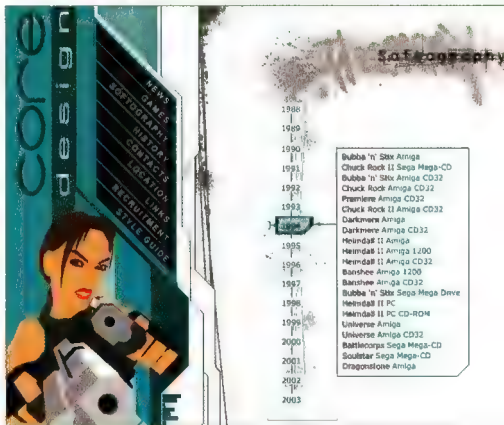 core
design
NEWS
GAMES
SOFTOGRAPHY
HISTORY
CONTACTS
LOCATION
LINKS
RECRUITMENT
STYLE GUIDE
Softography
1988
1989
1990
1991
1992
1993
1994
1995
1996
1997
1998
1999
2000
2001
2002
2003
Bubba 'n' Stix Amiga
Chuck Rock II Sega Mega-CD
Bubba 'n' Stix Amiga CD32
Chuck Rock Amiga CD32
Premiere Amiga CD32
Chuck Rock II Amiga CD32
Darkmere Amiga
Darkmere Amiga CD32
Heimdall II Amiga
Heimdall II Amiga 1200
Heimdall II Amiga CD32
Banshee Amiga 1200
Banshee Amiga CD32
Bubba 'n' Stix Sega Mega Drive
Heimdall II PC
Heimdall II PC CD-ROM
Universe Amiga
Universe Amiga CD32
Battlecorps Sega Mega-CD
Soulstar Sega Mega-CD
Dragonstone Amiga